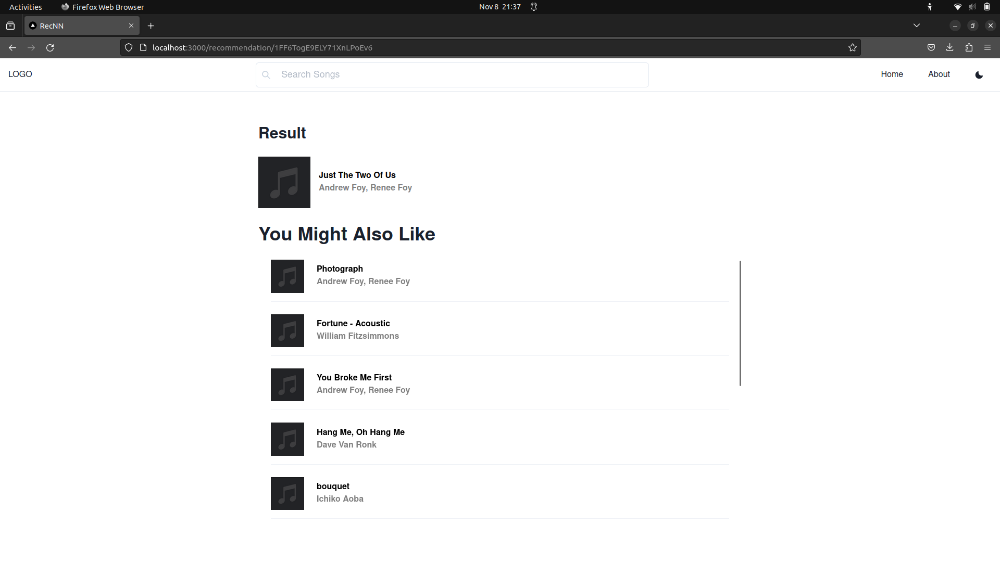 Activities
Firefox Web Browser
Nov 8 21:37
RecNN
localhost:3000/recommendation/1FF6TogE9ELY71XnLPoEv6
LOGO
Search Songs
Home
About
Result
Just The Two Of Us
Andrew Foy, Renee Foy
You Might Also Like
Photograph
Andrew Foy, Renee Foy
Fortune - Acoustic
William Fitzsimmons
You Broke Me First
Andrew Foy, Renee Foy
Hang Me, Oh Hang Me
Dave Van Ronk
bouquet
Ichiko Aoba